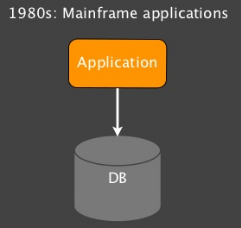 1980s: Mainframe applications
Application
DB